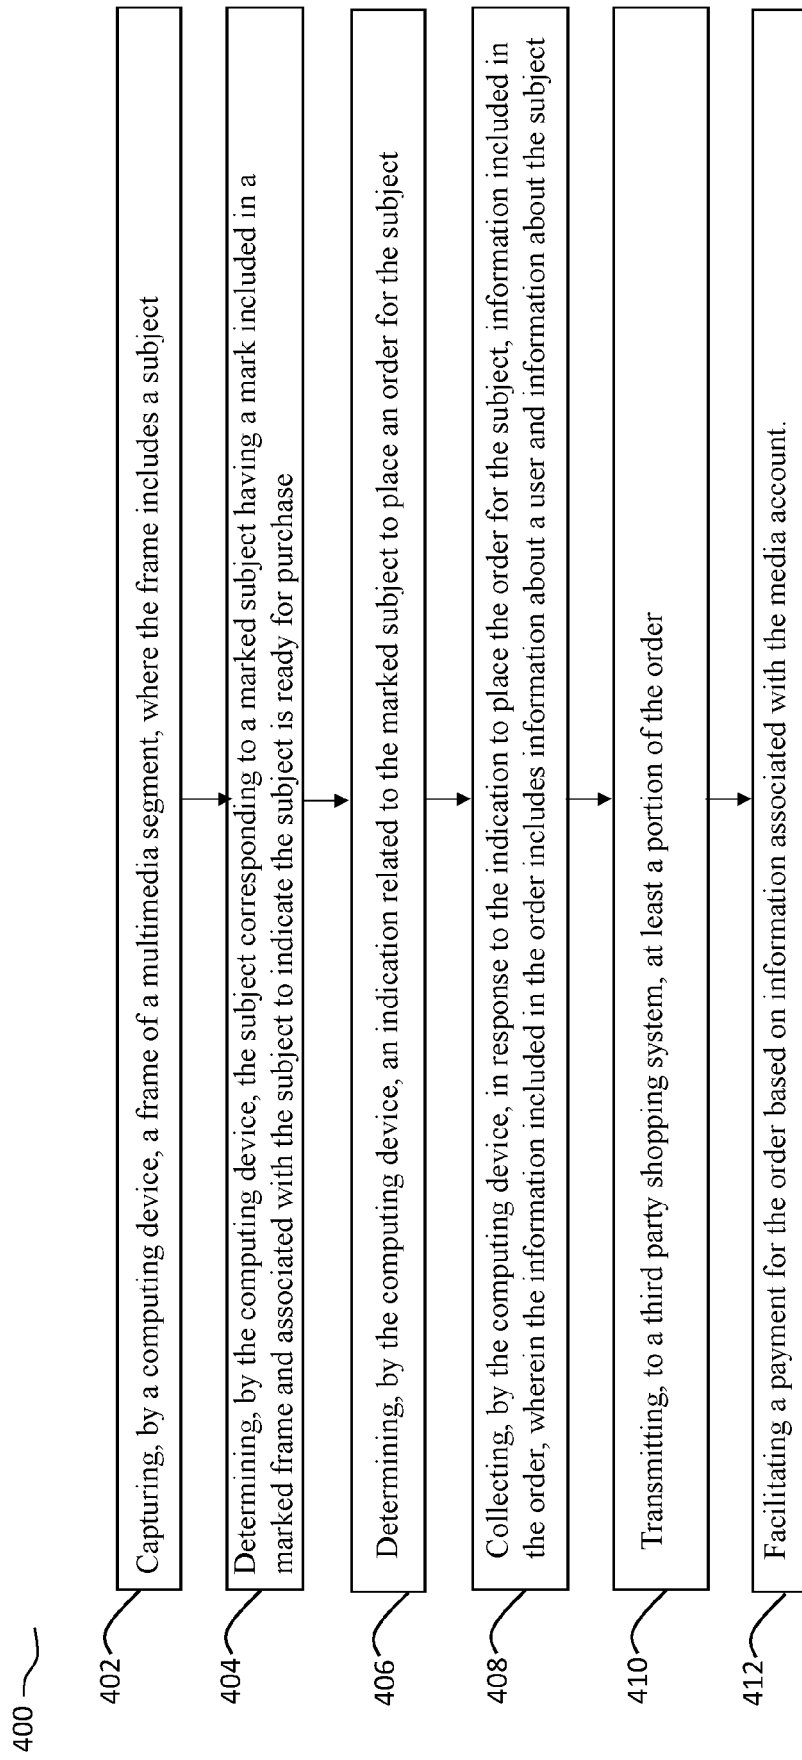 400
402
Capturing, by a computing device, a frame of a multimedia segment, where the frame includes a subject
404
Determining, by the computing device, the subject corresponding to a marked subject having a mark included in a
marked frame and associated with the subject to indicate the subject is ready for purchase
406
Determining, by the computing device, an indication related to the marked subject to place an order for the subject
408
Collecting, by the computing device, in response to the indication to place the order for the subject, information included in
the order, wherein the information included in the order includes information about a user and information about the subject
410
Transmitting, to a third party shopping system, at least a portion of the order
412
Facilitating a payment for the order based on information associated with the media account.